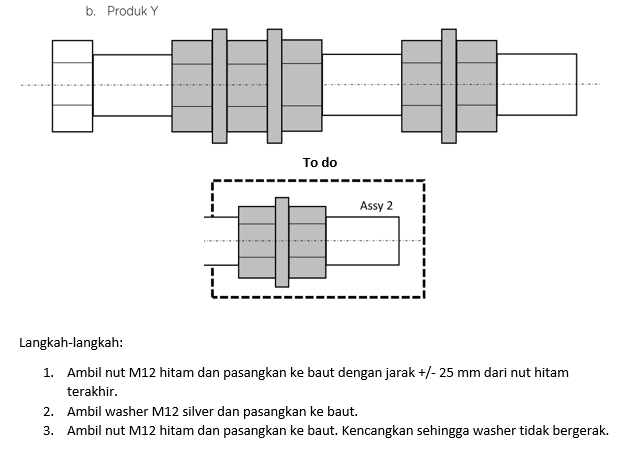 b. Produk Y
To do
Assy 2
Langkah-langkah:
1. Ambil nut M12 hitam dan pasangkan ke baut dengan jarak +/- 25 mm dari nut hitam
terakhir.
2. Ambil washer M12 silver dan pasangkan ke baut.
3. Ambil nut M12 hitam dan pasangkan ke baut. Kencangkan sehingga washer tidak bergerak.